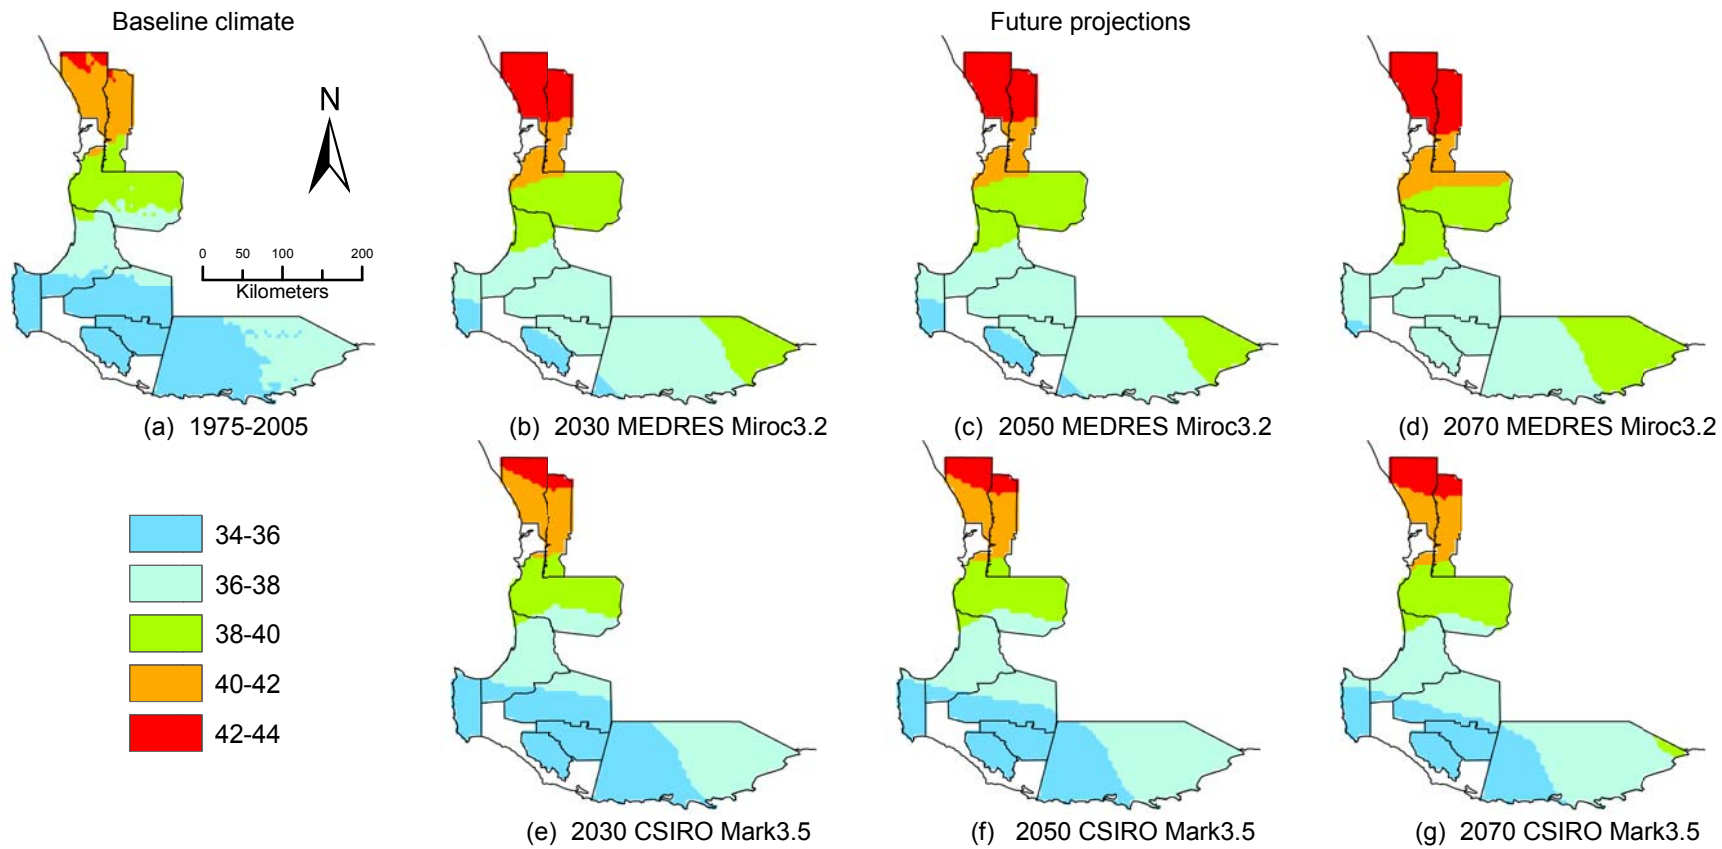 Baseline climate
Future projections
N
0 50 100 200
Kilometers
(a) 1975-2005
(b) 2030 MEDRES Miroc3.2
(c) 2050 MEDRES Miroc3.2
(d) 2070 MEDRES Miroc3.2
34-36
36-38
38-40
40-42
42-44
(e) 2030 CSIRO Mark3.5
(f) 2050 CSIRO Mark3.5
(g) 2070 CSIRO Mark3.5